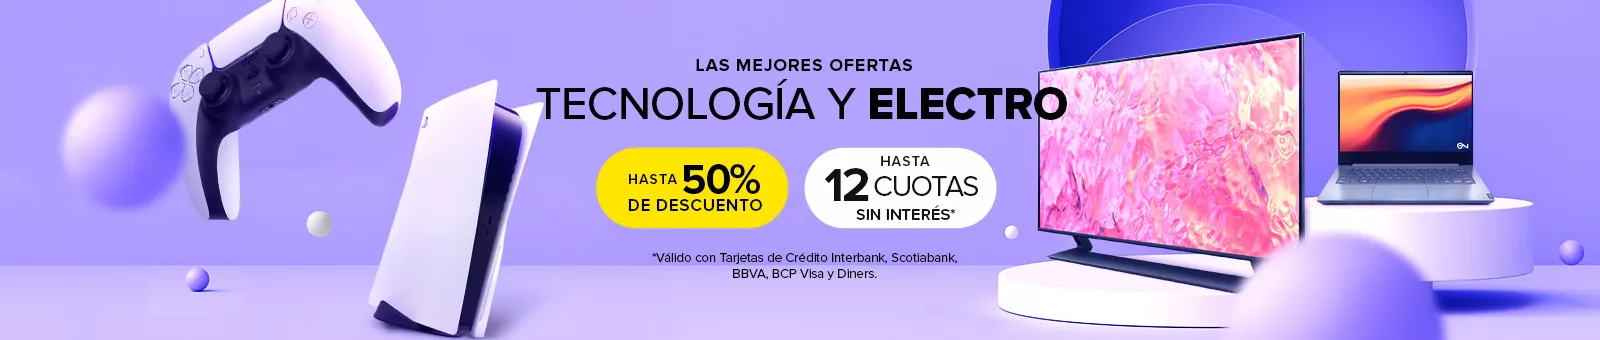 LAS MEJORES OFERTAS
TECNOLOGÍA Y ELECTRO
HASTA 50%
DE DESCUENTO
HASTA
12 CUOTAS
SIN INTERÉS*
*Válido con Tarjetas de Crédito Interbank, Scotiabank,
BBVA, BCP Visa y Diners.